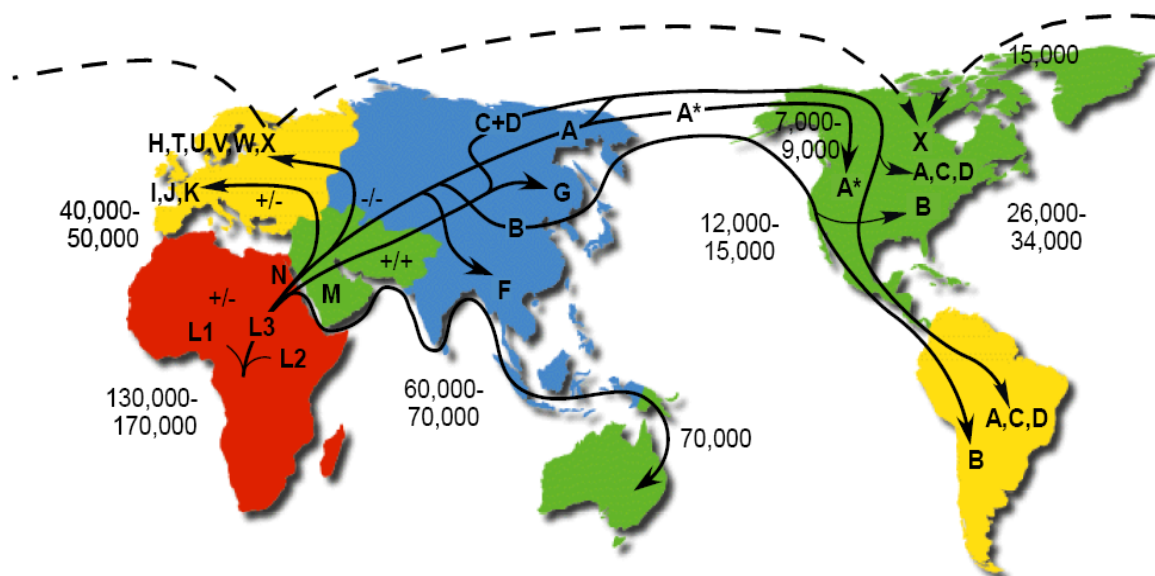 15,000
H,T,U,V,W,X
C+D
A
A*
7,000-
9,000
X
I,J,K
+/-
-/-
G
A*
A,C,D
B
40,000-
50,000
B
12,000-
15,000
26,000-
34,000
N
+/+
M
F
+/-
L1
L3
L2
130,000-
170,000
60,000-
70,000
70,000
A,C,D
B